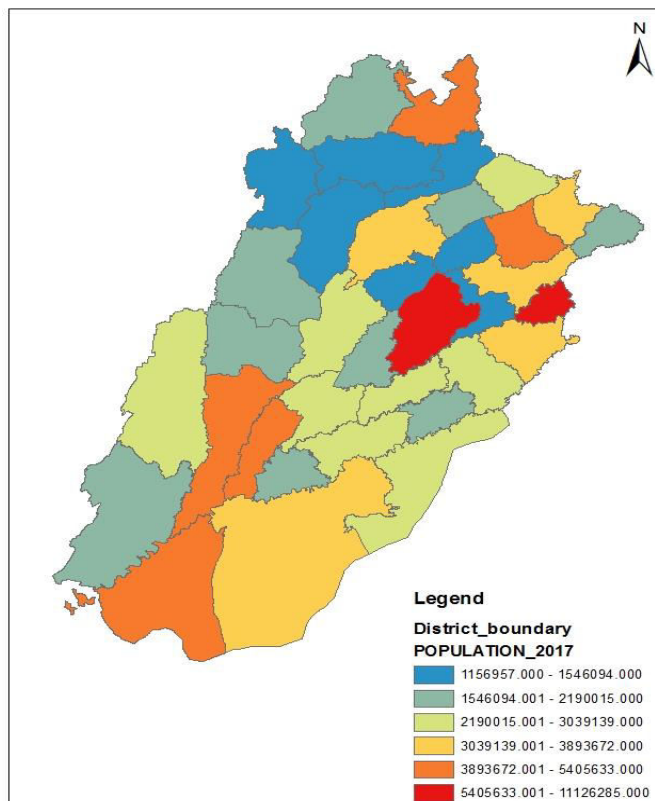 N
Legend
District_boundary
POPULATION_2017
1156957.000 - 1546094.000
1546094.001 - 2190015.000
2190015.001 - 3039139.000
3039139.001 - 3893672.000
3893672.001 - 5405633.000
5405633.001 - 11126285.000